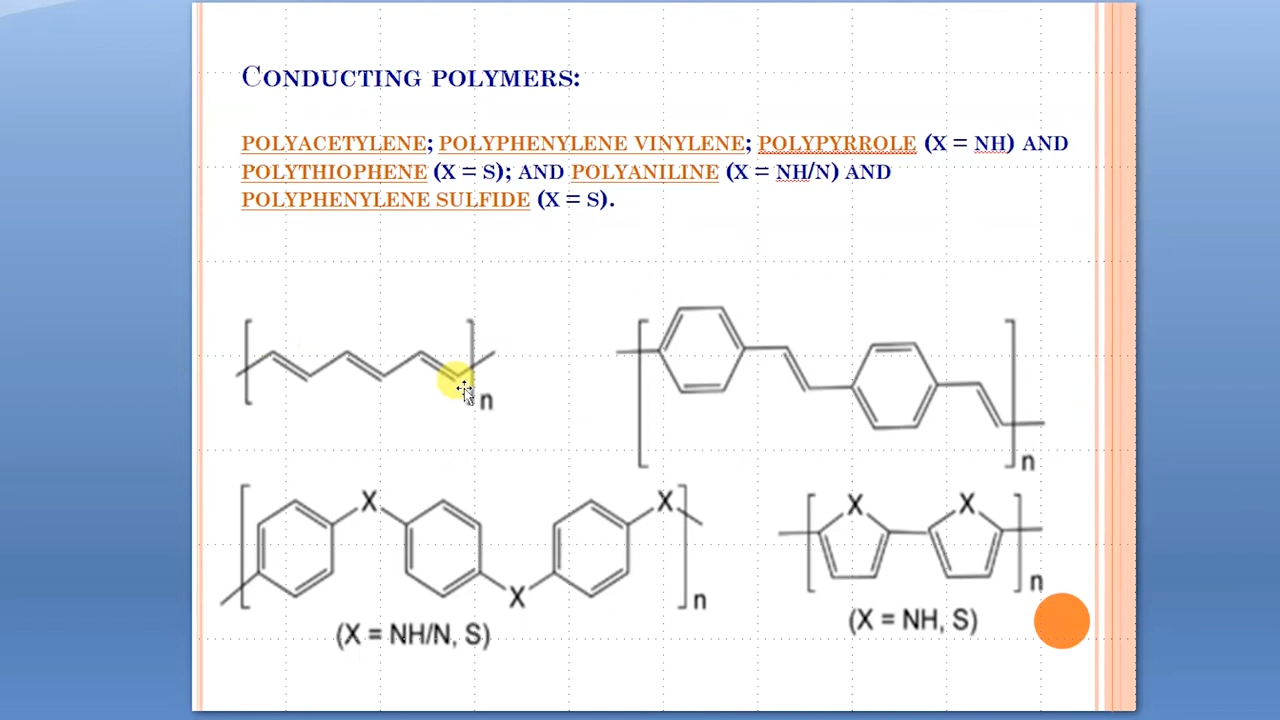 CONDUCTING POLYMERS:
POLYACETYLENE; POLYPHENYLENE VINYLENE; POLYPYRROLE (X = NH) AND
POLYTHIOPHENE (X = S); AND POLYANILINE (X = NH/N) AND
POLYPHENYLENE SULFIDE (X = S).
n
n
X X
X
n
(X = NH/N, S)
X X
n
(X = NH, S)